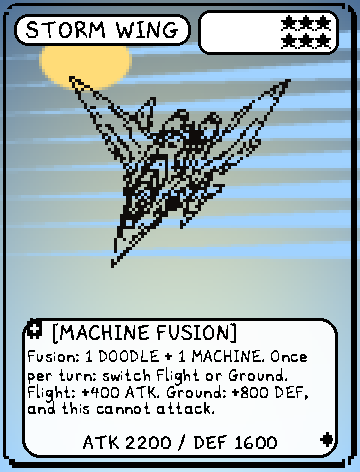 STORM WING
[MACHINE FUSION]
Fusion: 1 DOODLE + 1 MACHINE. Once
per turn: switch Flight or Ground.
Flight: +400 ATK. Ground: +800 DEF,
and this cannot attack.
ATK 2200 / DEF 1600